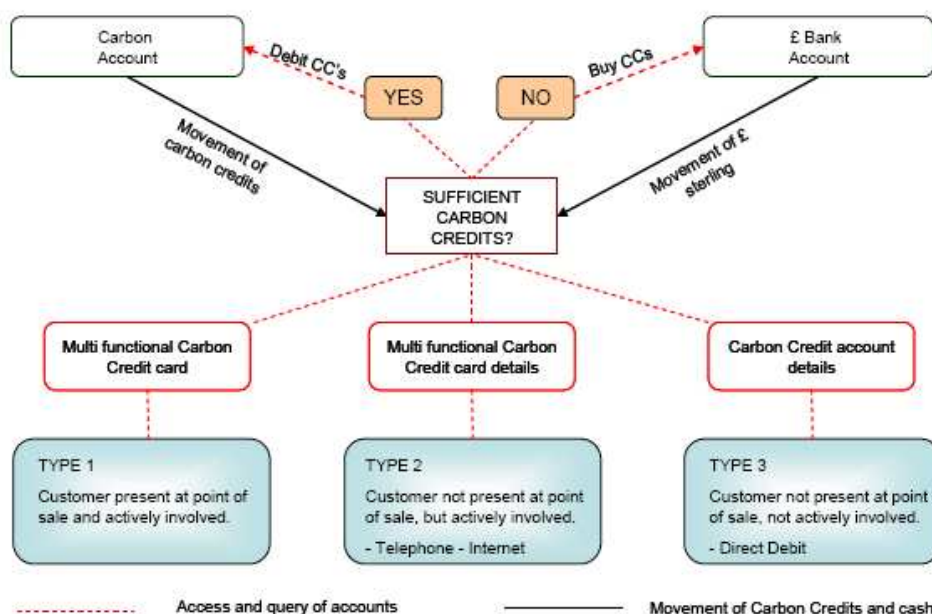 Carbon
Account
£ Bank
Account
Debit CC's
Buy CCs
YES
NO
Movement of
carbon credits
Movement of £
sterling
SUFFICIENT
CARBON
CREDITS?
Multi functional Carbon
Credit card
Multi functional Carbon
Credit card details
Carbon Credit account
details
TYPE 1
Customer present at point of
sale and actively involved.
TYPE 2
Customer not present at point
of sale, but actively involved.
- Telephone - Internet
TYPE 3
Customer not present at point
of sale, not actively involved.
- Direct Debit
Access and query of accounts
Movement of Carbon Credits and cash